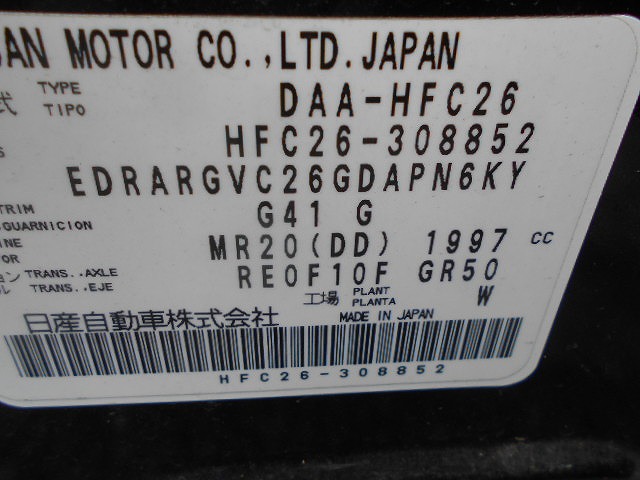 SAN MOTOR CO.,LTD.JAPAN
式 TYPE DAA-HFC26
TIPO
S HFC26-308852
EDRARGVC26GDAPN6KY
TRIM G41 G
SGUARNICION
INE MR20(DD) 1997 CC
OR
ョン TRANS..AXLE RE0F10F GR50
ル TRANS..EJE
工場 PLANT W
PLANTA
日産自動車株式会社 MADE IN JAPAN
HFC26-308852